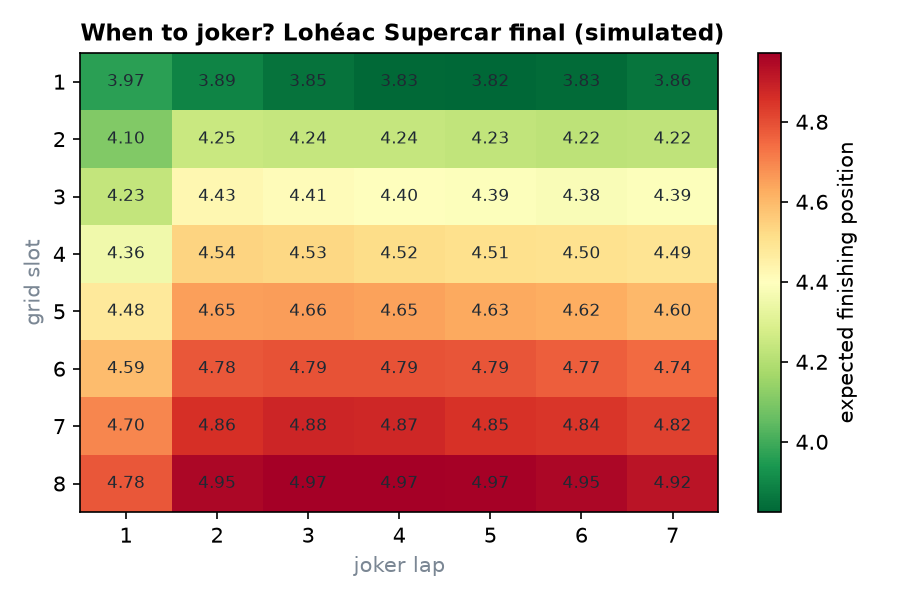 When to joker? Lohéac Supercar final (simulated)
1 3.97 3.89 3.85 3.83 3.82 3.83 3.86
2 4.10 4.25 4.24 4.24 4.23 4.22 4.22
3 4.23 4.43 4.41 4.40 4.39 4.38 4.39
4 4.36 4.54 4.53 4.52 4.51 4.50 4.49
5 4.48 4.65 4.66 4.65 4.63 4.62 4.60
6 4.59 4.78 4.79 4.79 4.79 4.77 4.74
7 4.70 4.86 4.88 4.87 4.85 4.84 4.82
8 4.78 4.95 4.97 4.97 4.97 4.95 4.92
1 2 3 4 5 6 7
joker lap
grid slot
4.8
4.6
4.4
4.2
4.0
expected finishing position